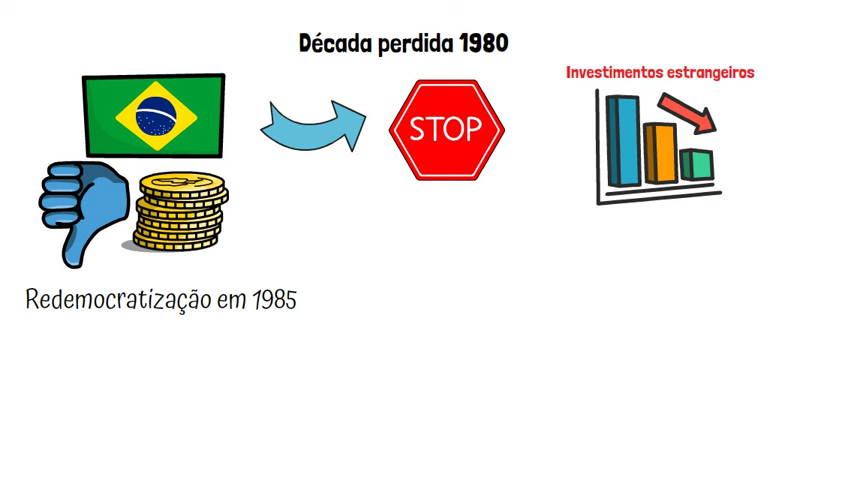 Década perdida 1980
Investimentos estrangeiros
STOP
Redemocratização em 1985